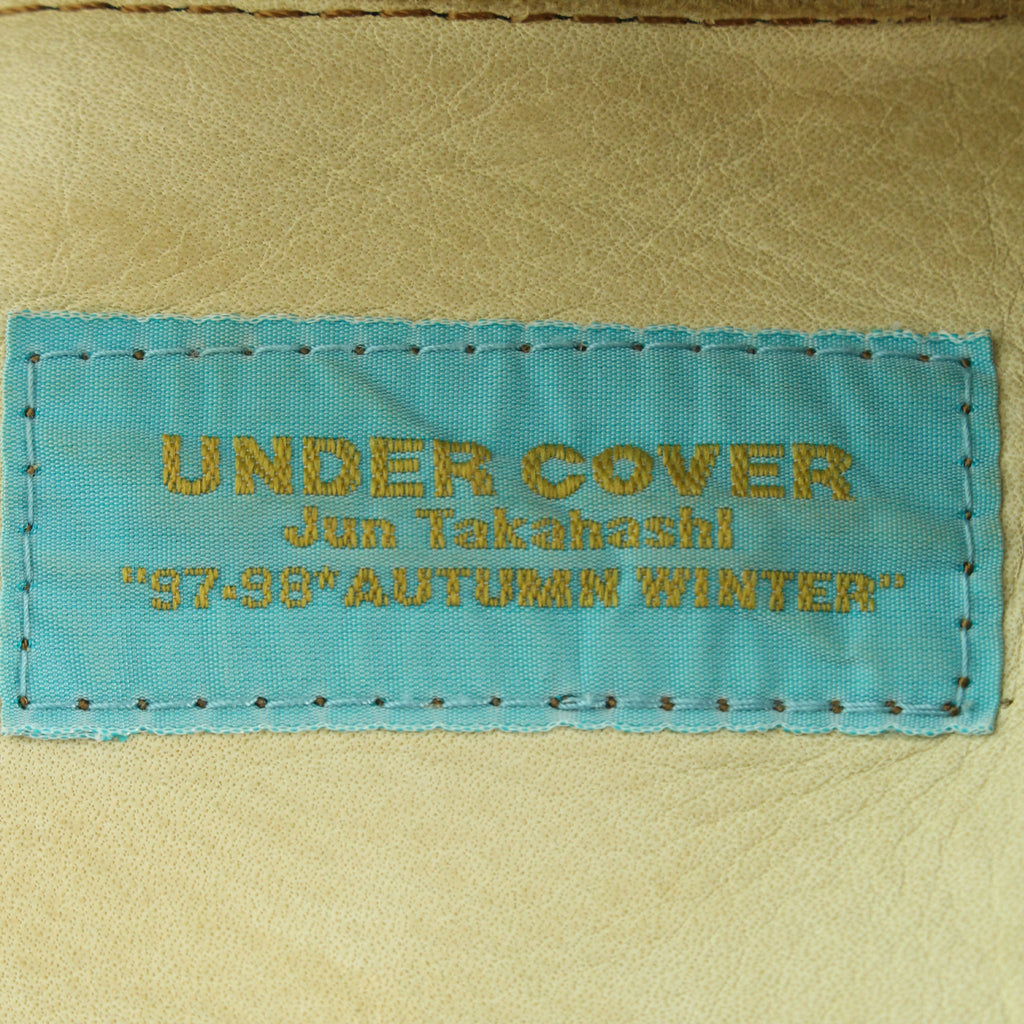 UNDER COVER
Jun Takahashi
"97-98*AUTUMN WINTER"